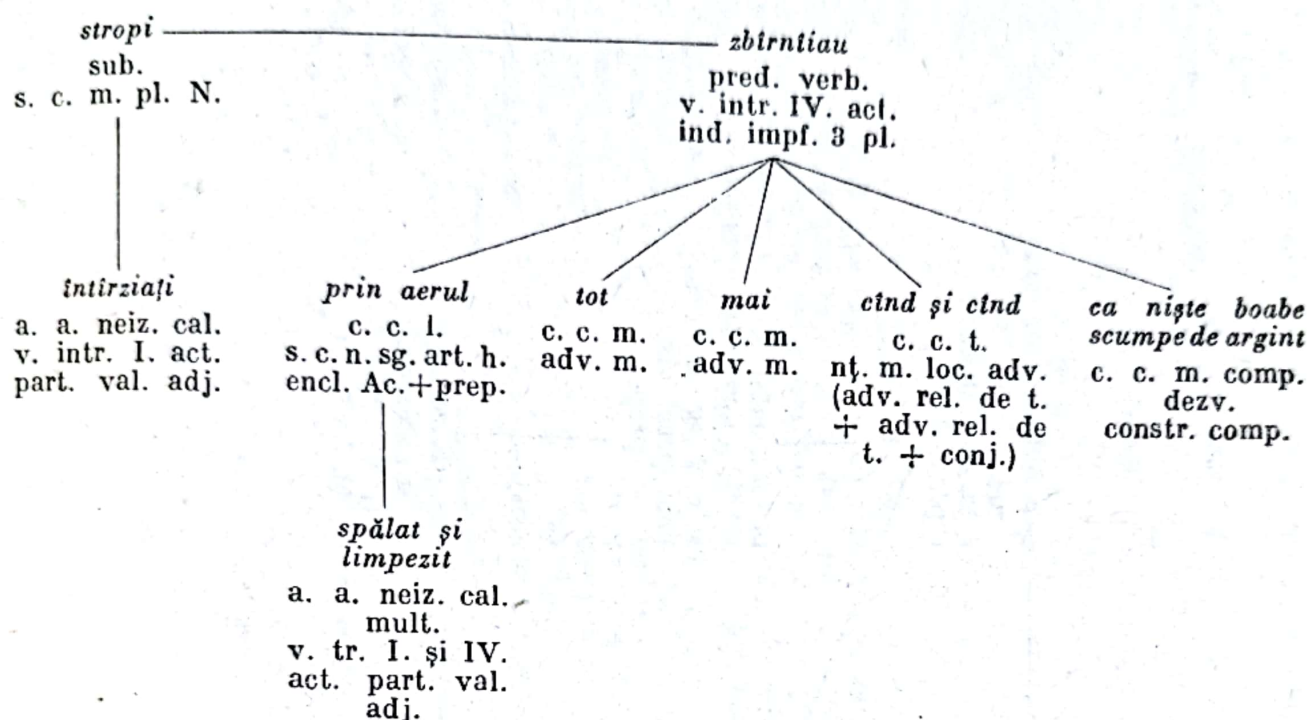 stropi
sub.
s. c. m. pl. N.
zbîrnîiau
pred. verb.
v. intr. IV. act.
ind. impf. 3 pl.
întîrziați
a. a. neiz. cal.
v. intr. I. act.
part. val. adj.
prin aerul
c. c. l.
s. c. n. sg. art. h.
encl. Ac.+prep.
spălat și
limpezit
a. a. neiz. cal.
mult.
v. tr. I. și IV.
act. part. val.
adj.
tot
c. c. m.
adv. m.
mai
c. c. m.
adv. m.
cînd și cînd
c. c. t.
nț. m. loc. adv.
(adv. rel. de t.
+ adv. rel. de
t. + conj.)
ca niște boabe
scumpe de argint
c. c. m. comp.
dezv.
constr. comp.